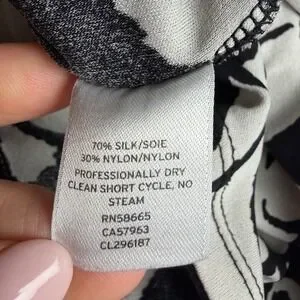 70% SILK/SOIE
30% NYLON/NYLON
PROFESSIONALLY DRY
CLEAN SHORT CYCLE, NO
STEAM
RN58665
CA57963
CL296187